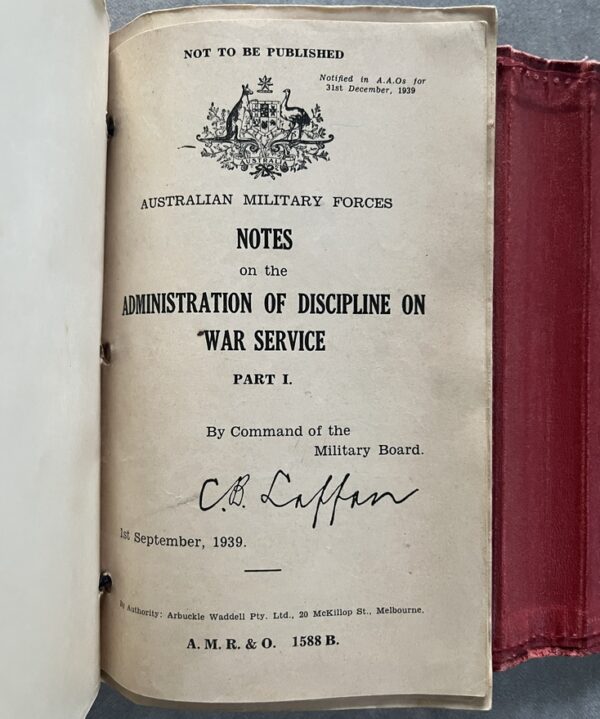 NOT TO BE PUBLISHED
Notified in A.A.Os for
31st December, 1939
AUSTRALIA
AUSTRALIAN MILITARY FORCES
NOTES
on the
ADMINISTRATION OF DISCIPLINE ON
WAR SERVICE
PART I.
By Command of the
Military Board.
C. B. Laffan
1st September, 1939.
By Authority: Arbuckle Waddell Pty. Ltd., 20 McKillop St., Melbourne.
A. M. R. & O. 1588 B.